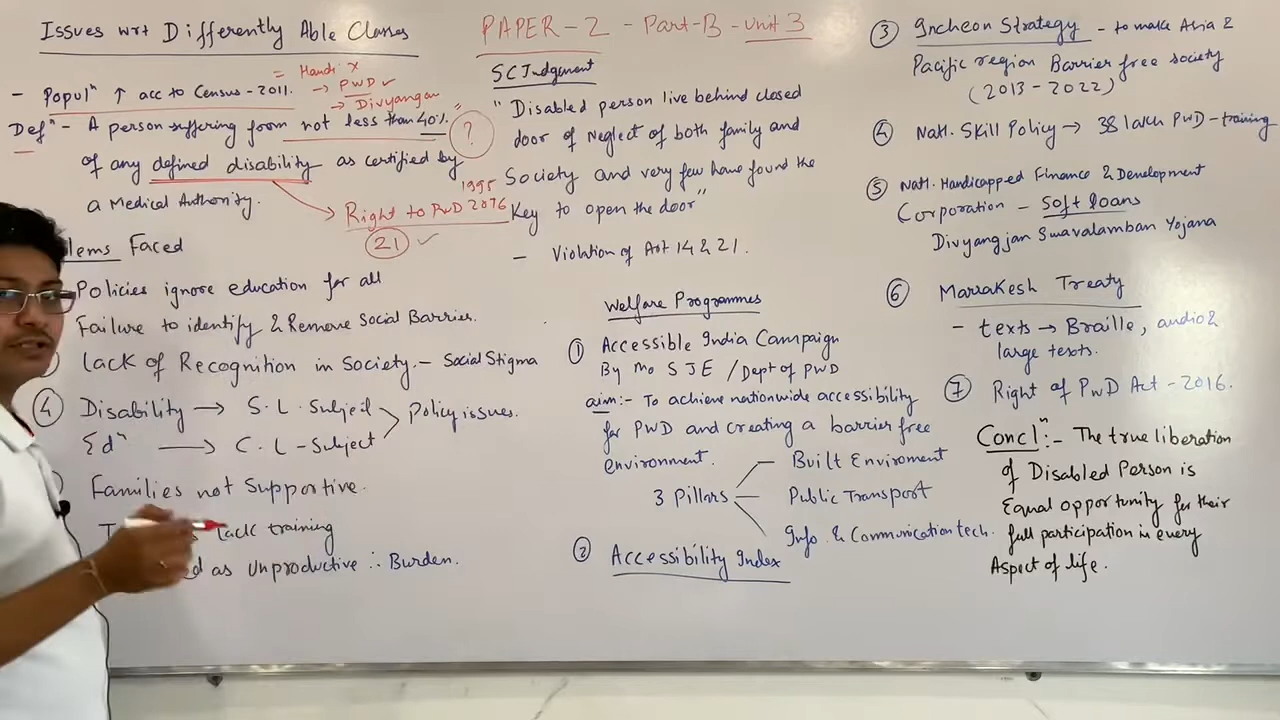 Issues wrt Differently Able Classes
PAPER-2 - Part-B - Unit 3
- Populⁿ ↑ acc to Census-2011.
= Handi x
→ PWD ✓
→ Divyangan
Defⁿ - A person suffering from not less than 40%.
"?"
of any defined disability as certified by
a Medical Authority.
1995
→ Right to PwD 2016
21 ✓
lems Faced
Policies ignore education for all
Failure to identify & Remove Social Barrier.
lack of Recognition in Society. - Social Stigma
4 Disability → S.L. Subject
Σdⁿ → C.L - Subject
Policy issues.
Families not Supportive.
lack training
as Unproductive ∴ Burden.
SC Judgement
"Disabled person live behind closed
door of Neglect of both family and
Society and very few have found the
Key to open the door"
- Violation of Art 14 & 21.
Welfare Programmes
1 Accessible India Campaign
By Mo SJE / Dept of PWD
aim:- To achieve nationwide accessibility
for PWD and creating a barrier free
environment.
3 Pillars
Built Enviroment
Public Transport
Info. & Communication tech.
2 Accessibility Index
3 Incheon Strategy - to make Asia &
Pacific region Barrier free society
(2013-2022)
4 Natl. Skill Policy → 38 lakh PWD - training
5 Natl. Handicapped Finance & Development
Corporation - Soft loans
Divyangjan Swavalamban Yojana
6 Marrakesh Treaty
- texts → Braille, audio &
large texts.
7 Right of PwD Act - 2016.
Conclⁿ:- The true liberation
of Disabled Person is
Equal opportunity for their
full participation in every
Aspect of life.